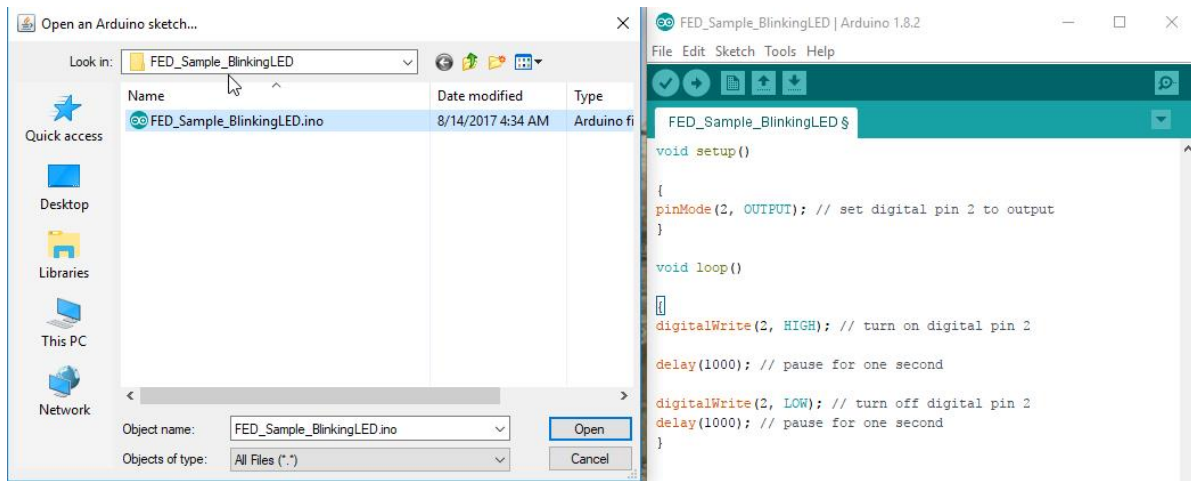 Open an Arduino sketch...
Look in: FED_Sample_BlinkingLED
Name Date modified Type
FED_Sample_BlinkingLED.ino 8/14/2017 4:34 AM Arduino fi
Quick access
Desktop
Libraries
This PC
Network
Object name: FED_Sample_BlinkingLED.ino Open
Objects of type: All Files (*.*) Cancel
FED_Sample_BlinkingLED | Arduino 1.8.2
File Edit Sketch Tools Help
FED_Sample_BlinkingLED §
void setup()
{
pinMode(2, OUTPUT); // set digital pin 2 to output
}
void loop()
{
digitalWrite(2, HIGH); // turn on digital pin 2
delay(1000); // pause for one second
digitalWrite(2, LOW); // turn off digital pin 2
delay(1000); // pause for one second
}